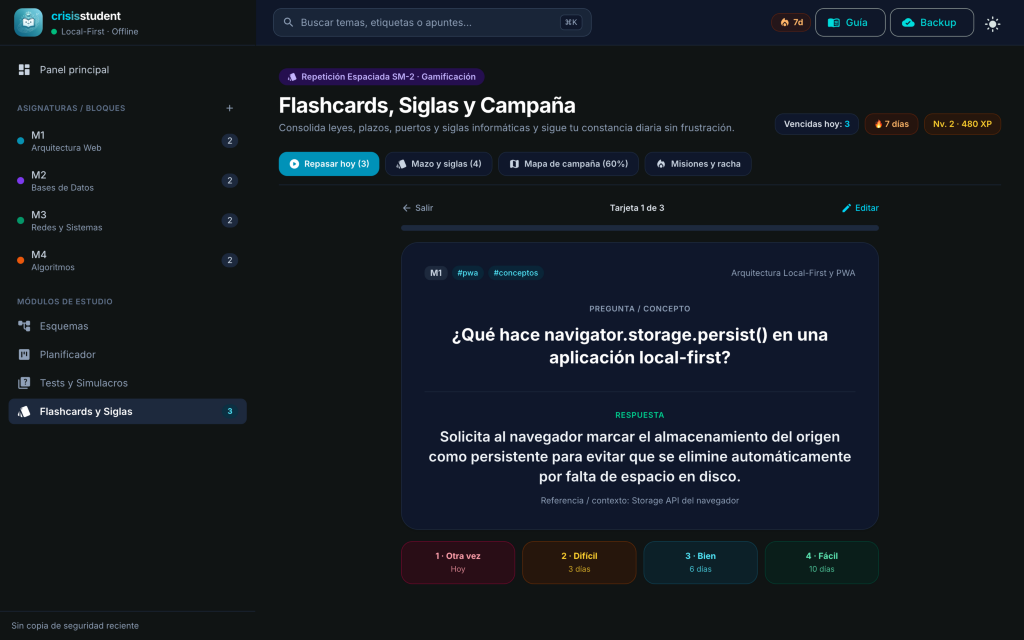 crisisstudent
Local-First · Offline
Buscar temas, etiquetas o apuntes...
⌘K
7d
Guía
Backup
Panel principal
ASIGNATURAS / BLOQUES
+
M1
Arquitectura Web
2
M2
Bases de Datos
2
M3
Redes y Sistemas
2
M4
Algoritmos
2
MÓDULOS DE ESTUDIO
Esquemas
Planificador
Tests y Simulacros
Flashcards y Siglas
3
Sin copia de seguridad reciente
Repetición Espaciada SM-2 · Gamificación
Flashcards, Siglas y Campaña
Consolida leyes, plazos, puertos y siglas informáticas y sigue tu constancia diaria sin frustración.
Vencidas hoy: 3
7 días
Nv. 2 · 480 XP
Repasar hoy (3)
Mazo y siglas (4)
Mapa de campaña (60%)
Misiones y racha
← Salir
Tarjeta 1 de 3
Editar
M1
#pwa
#conceptos
Arquitectura Local-First y PWA
PREGUNTA / CONCEPTO
¿Qué hace navigator.storage.persist() en una
aplicación local-first?
RESPUESTA
Solicita al navegador marcar el almacenamiento del origen
como persistente para evitar que se elimine automáticamente
por falta de espacio en disco.
Referencia / contexto: Storage API del navegador
1 · Otra vez
Hoy
2 · Difícil
3 días
3 · Bien
6 días
4 · Fácil
10 días